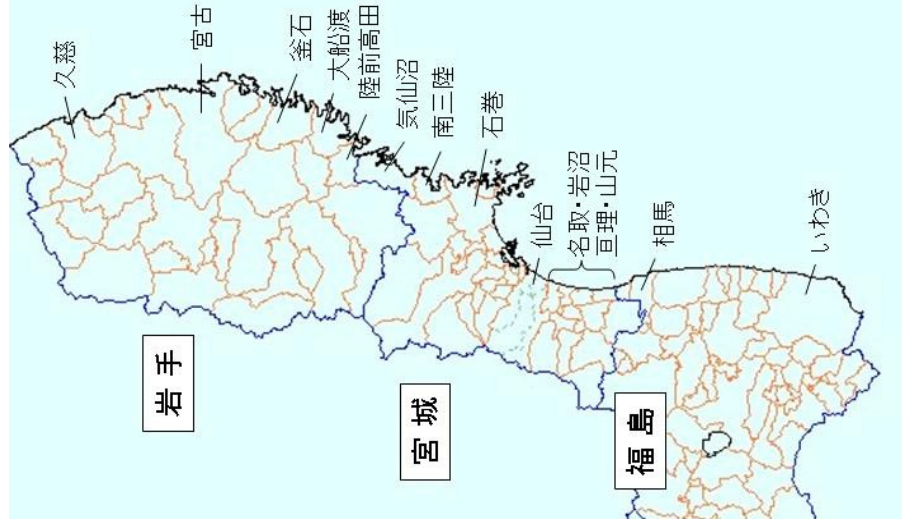 久慈
宮古
釜石
大船渡
陸前高田
気仙沼
南三陸
石巻
仙台
名取・岩沼
亘理・山元
相馬
いわき
岩手
宮城
福島